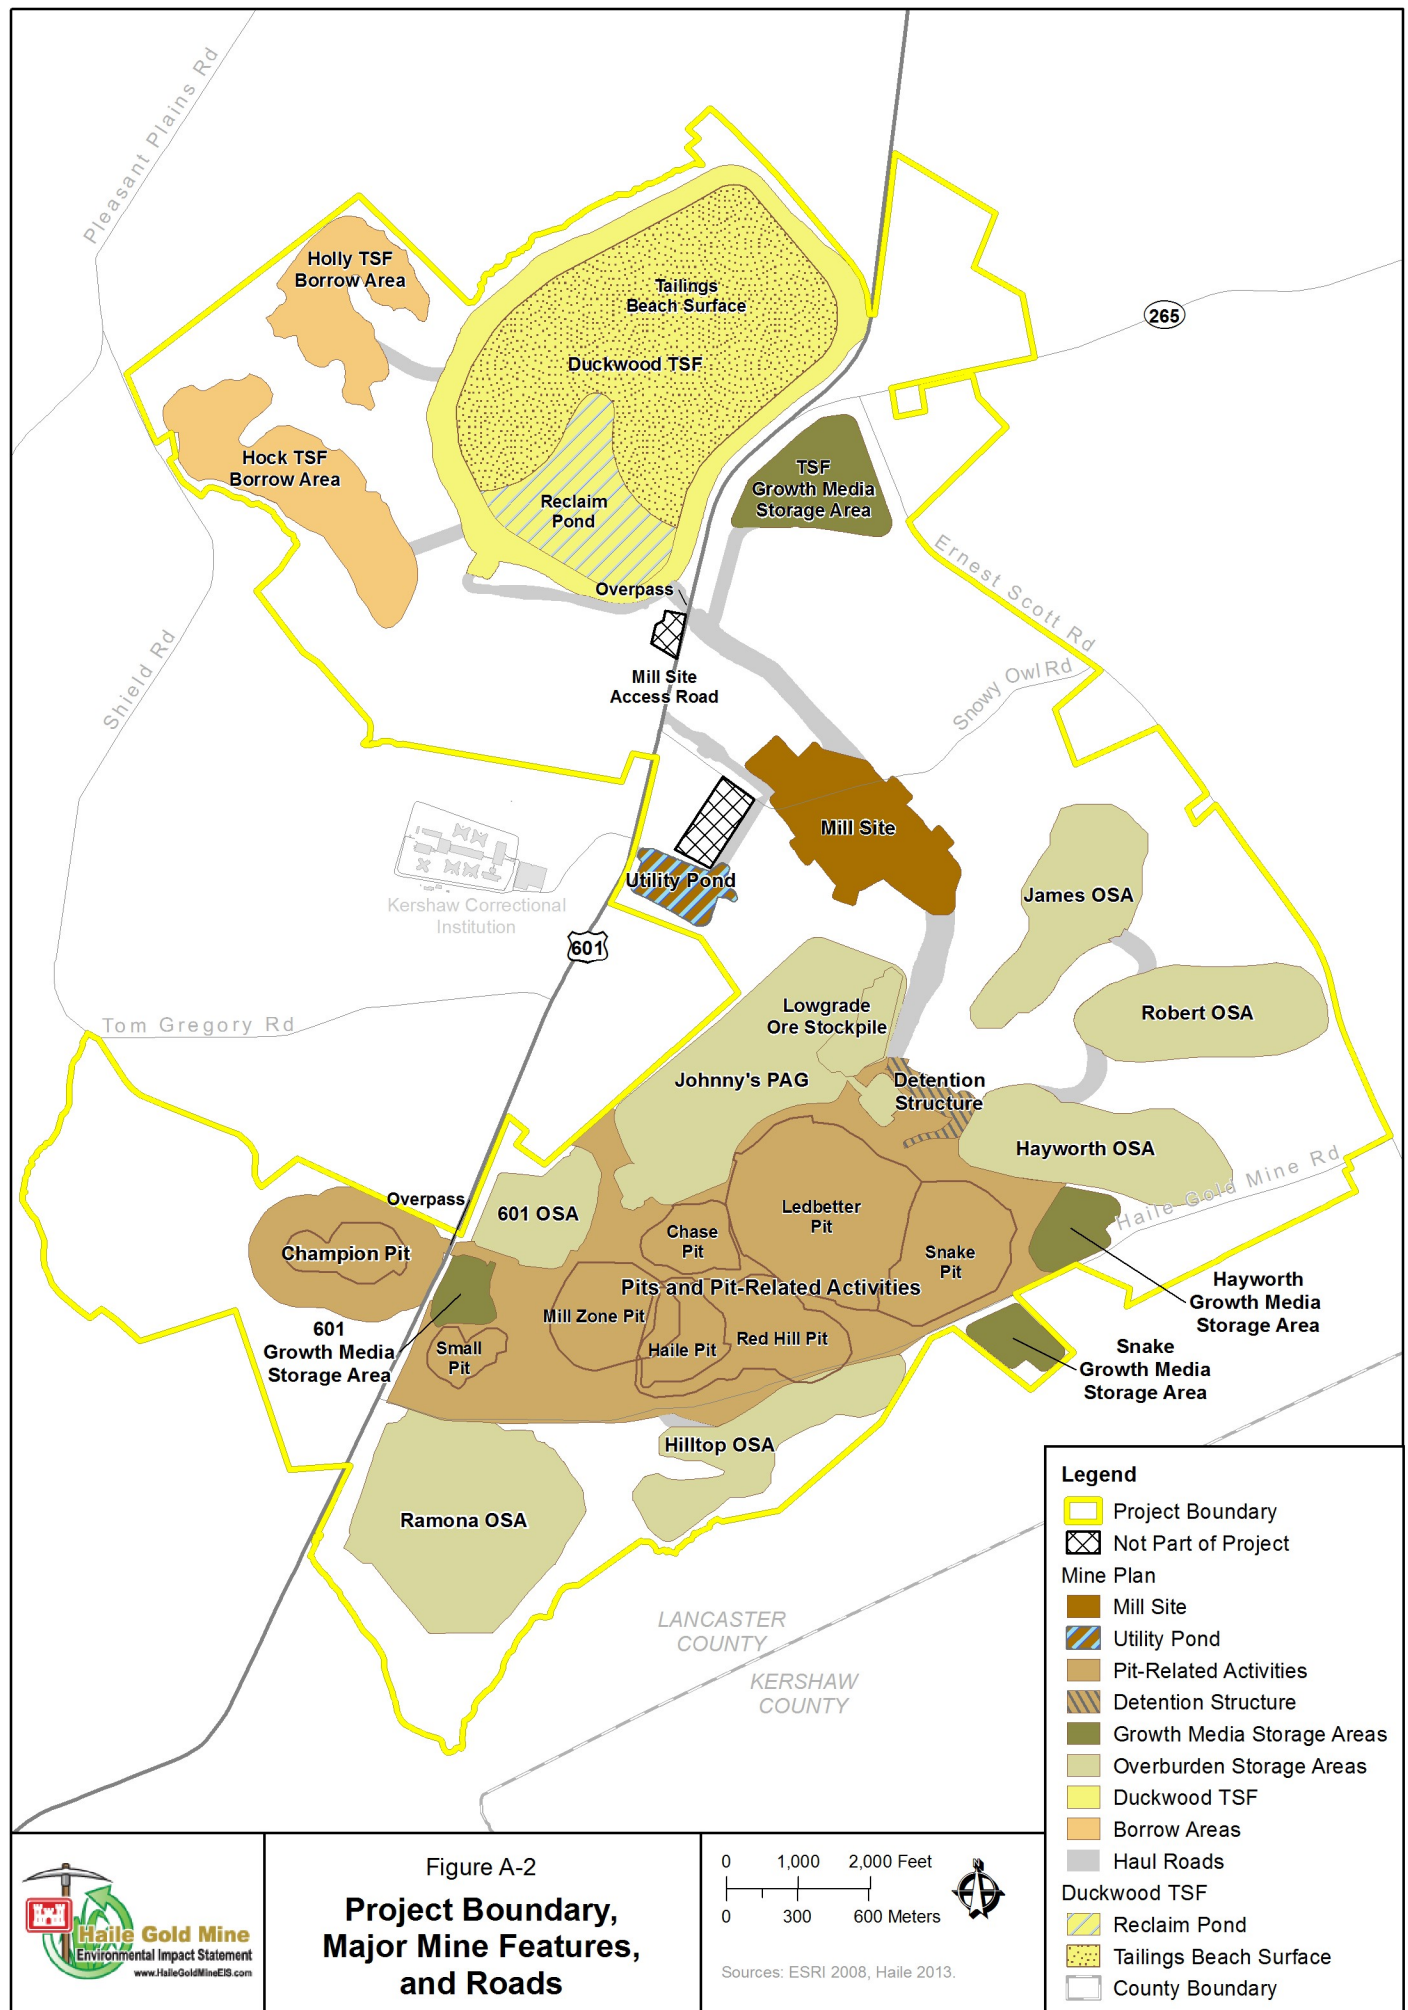 Pleasant Plains Rd
Holly TSF
Borrow Area
Tailings
Beach Surface
265
Duckwood TSF
Hock TSF
Borrow Area
TSF
Growth Media
Storage Area
Reclaim
Pond
Ernest Scott Rd
Overpass
Shield Rd
Mill Site
Access Road
Snowy Owl Rd
Mill Site
Utility Pond
James OSA
Kershaw Correctional
Institution
601
Lowgrade
Ore Stockpile
Robert OSA
Tom Gregory Rd
Johnny's PAG
Detention
Structure
Hayworth OSA
Haile Gold Mine Rd
Overpass
601 OSA
Ledbetter
Pit
Chase
Pit
Champion Pit
Snake
Pit
Pits and Pit-Related Activities
Hayworth
Growth Media
Storage Area
Mill Zone Pit
601
Growth Media
Storage Area
Small
Pit
Haile Pit
Red Hill Pit
Snake
Growth Media
Storage Area
Hilltop OSA
Ramona OSA
LANCASTER
COUNTY
KERSHAW
COUNTY
Legend
Project Boundary
Not Part of Project
Mine Plan
Mill Site
Utility Pond
Pit-Related Activities
Detention Structure
Growth Media Storage Areas
Overburden Storage Areas
Duckwood TSF
Borrow Areas
Haul Roads
Duckwood TSF
Reclaim Pond
Tailings Beach Surface
County Boundary
Haile Gold Mine
Environmental Impact Statement
www.HaileGoldMineEIS.com
Figure A-2
Project Boundary,
Major Mine Features,
and Roads
0 1,000 2,000 Feet
0 300 600 Meters
Sources: ESRI 2008, Haile 2013.